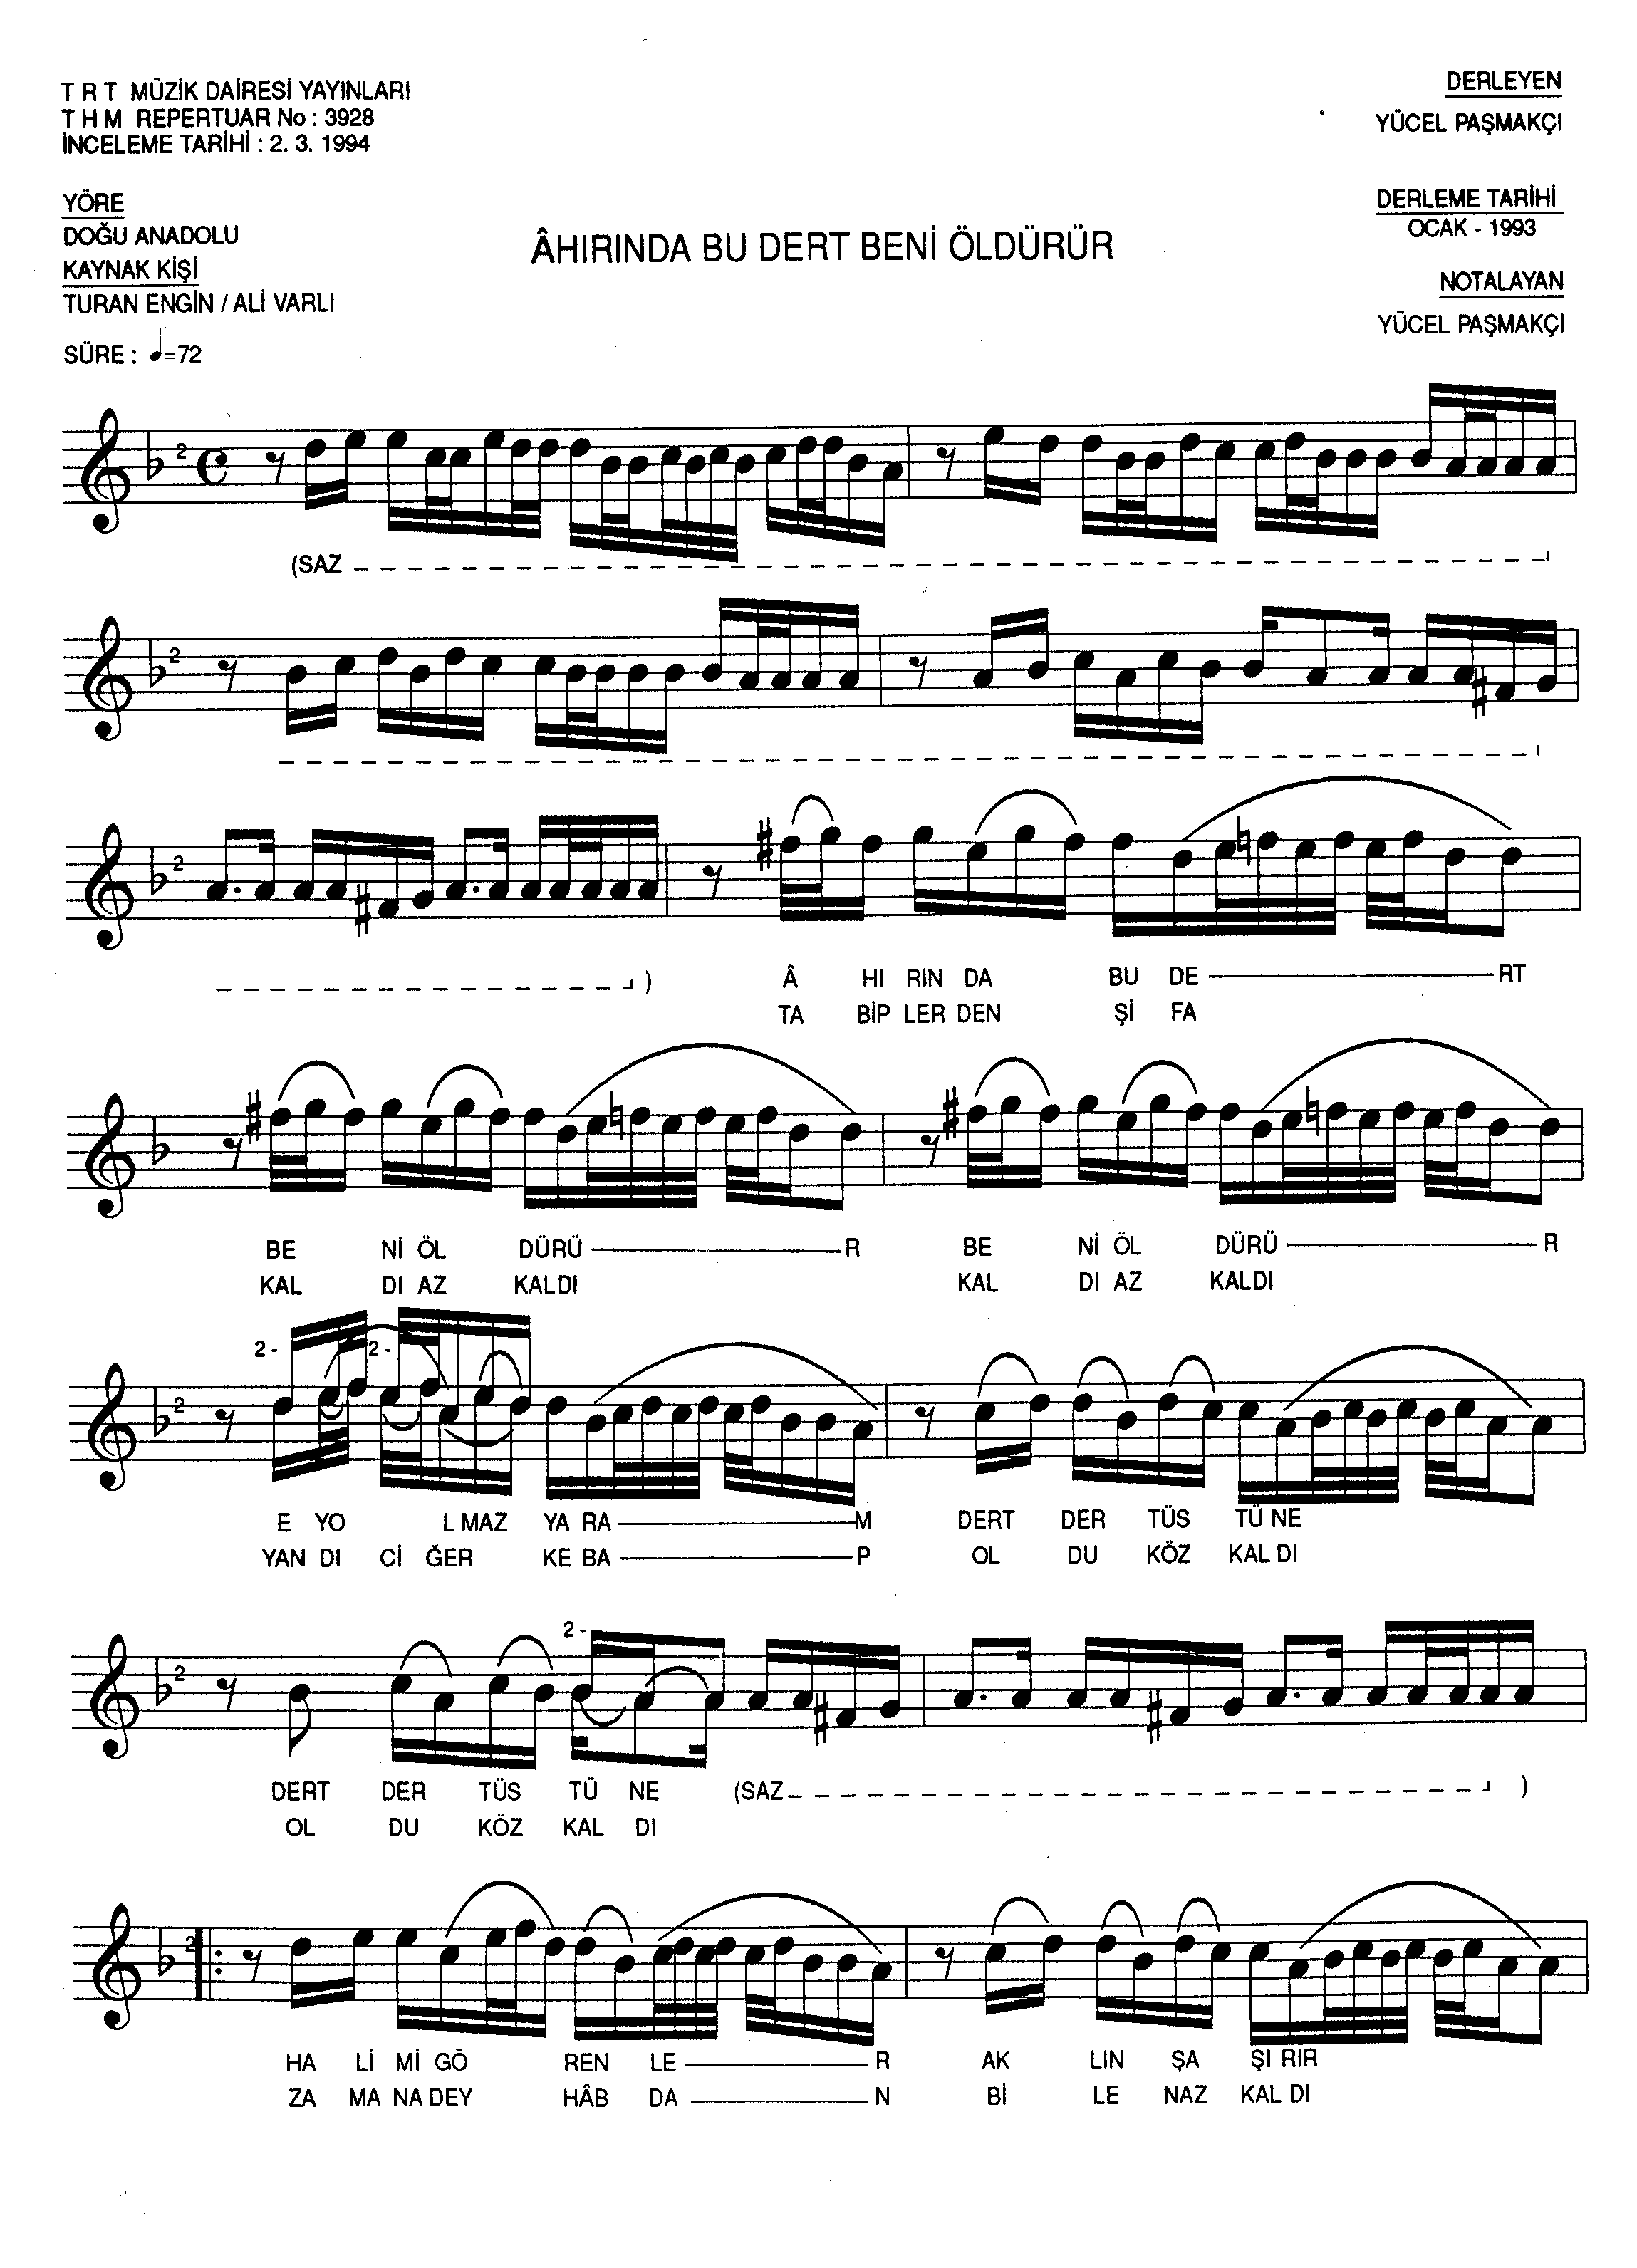 T R T MÜZİK DAİRESİ YAYINLARI
T H M REPERTUAR No : 3928
İNCELEME TARİHİ : 2. 3. 1994
DERLEYEN
YÜCEL PAŞMAKÇI
YÖRE
DOĞU ANADOLU
KAYNAK KİŞİ
TURAN ENGİN / ALİ VARLI
SÜRE : ♩=72
ÂHIRINDA BU DERT BENİ ÖLDÜRÜR
DERLEME TARİHİ
OCAK - 1993
NOTALAYAN
YÜCEL PAŞMAKÇI
2
(SAZ
2
2
)
 HI RIN DA BU DE RT
TA BİP LER DEN Şİ FA
BE Nİ ÖL DÜRÜ R BE Nİ ÖL DÜRÜ R
KAL DI AZ KALDI KAL DI AZ KALDI
2 - 2 -
2
E YO L MAZ YA RA M DERT DER TÜS TÜ NE
YAN DI Cİ ĞER KE BA P OL DU KÖZ KAL DI
2 -
2
DERT DER TÜS TÜ NE (SAZ )
OL DU KÖZ KAL DI
2
HA Lİ Mİ GÖ REN LE R AK LIN ŞA ŞI RIR
ZA MA NA DEY HÂB DA N Bİ LE NAZ KAL DI